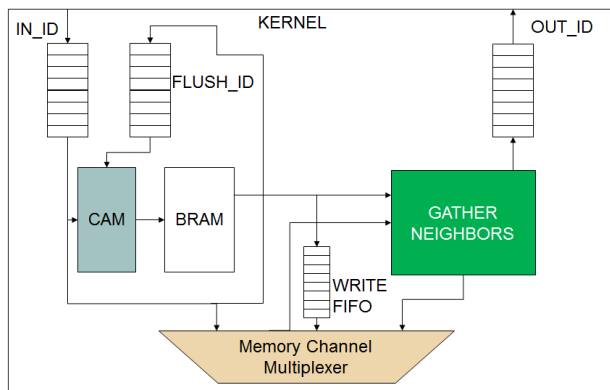 IN_ID
KERNEL
OUT_ID
FLUSH_ID
CAM
BRAM
GATHER
NEIGHBORS
WRITE
FIFO
Memory Channel
Multiplexer